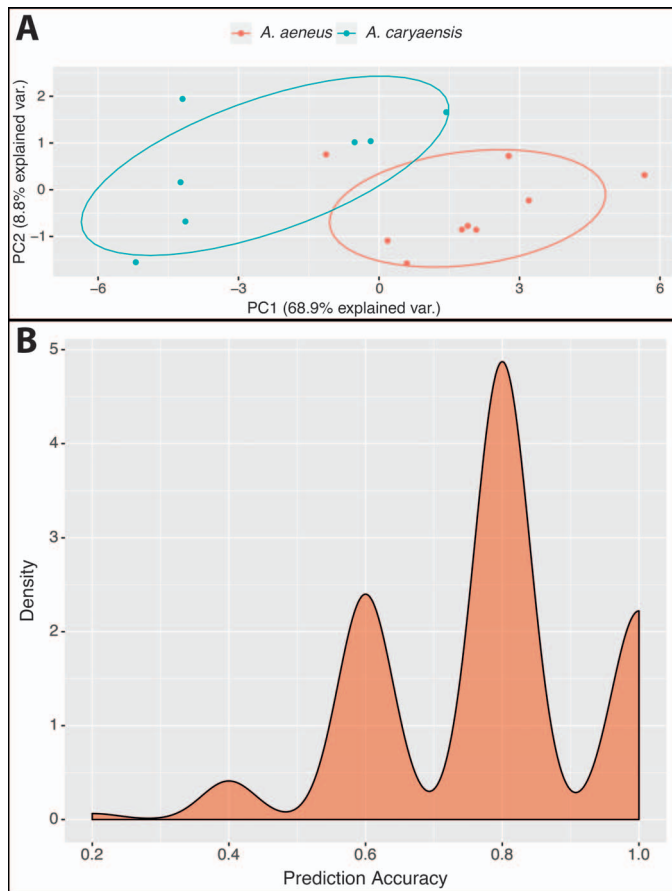 A
A. aeneus A. caryaensis
PC2 (8.8% explained var.)
2
1
0
−1
−6 −3 0 3 6
PC1 (68.9% explained var.)
B
Density
5
4
3
2
1
0
0.2 0.4 0.6 0.8 1.0
Prediction Accuracy